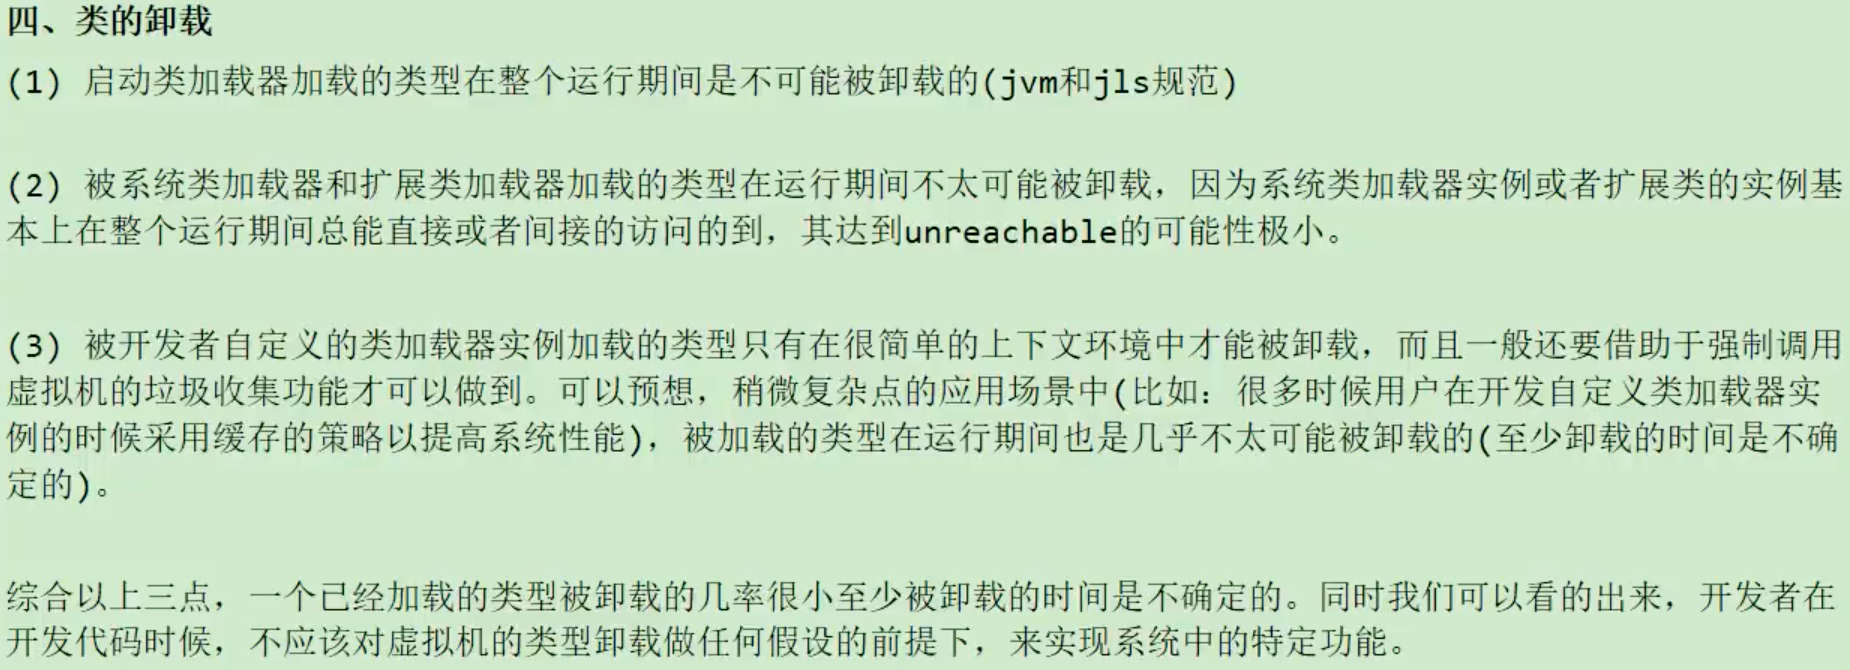 四、类的卸载
(1) 启动类加载器加载的类型在整个运行期间是不可能被卸载的(jvm和jls规范)
(2) 被系统类加载器和扩展类加载器加载的类型在运行期间不太可能被卸载，因为系统类加载器实例或者扩展类的实例基
本上在整个运行期间总能直接或者间接的访问的到，其达到unreachable的可能性极小。
(3) 被开发者自定义的类加载器实例加载的类型只有在很简单的上下文环境中才能被卸载，而且一般还要借助于强制调用
虚拟机的垃圾收集功能才可以做到。可以预想，稍微复杂点的应用场景中(比如：很多时候用户在开发自定义类加载器实
例的时候采用缓存的策略以提高系统性能)，被加载的类型在运行期间也是几乎不太可能被卸载的(至少卸载的时间是不确
定的)。
综合以上三点，一个已经加载的类型被卸载的几率很小至少被卸载的时间是不确定的。同时我们可以看的出来，开发者在
开发代码时候，不应该对虚拟机的类型卸载做任何假设的前提下，来实现系统中的特定功能。